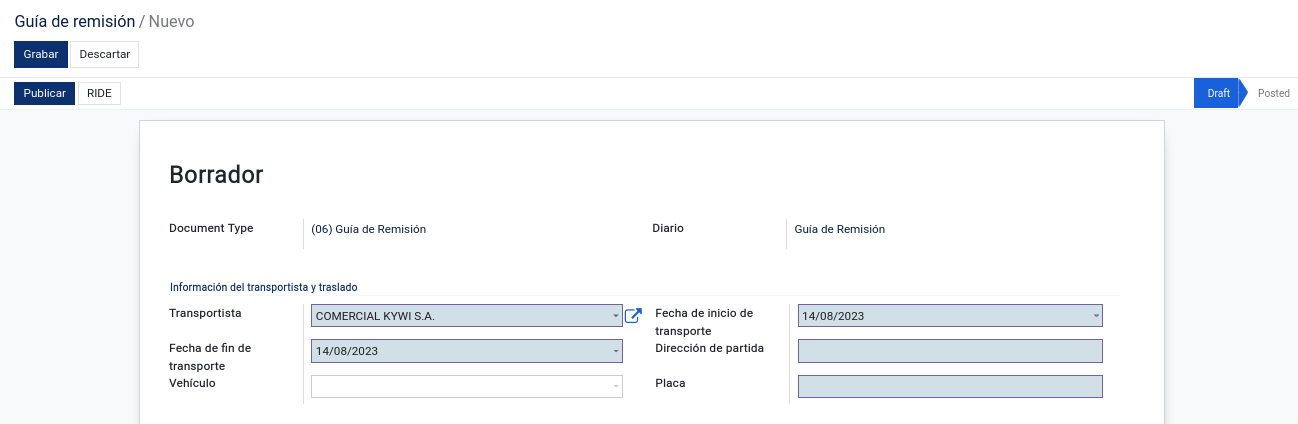 Guía de remisión / Nuevo
Grabar Descartar
Publicar RIDE Draft Posted
Borrador
Document Type (06) Guía de Remisión Diario Guía de Remisión
Información del transportista y traslado
Transportista COMERCIAL KYWI S.A. Fecha de inicio de transporte 14/08/2023
Fecha de fin de transporte 14/08/2023 Dirección de partida
Vehículo Placa